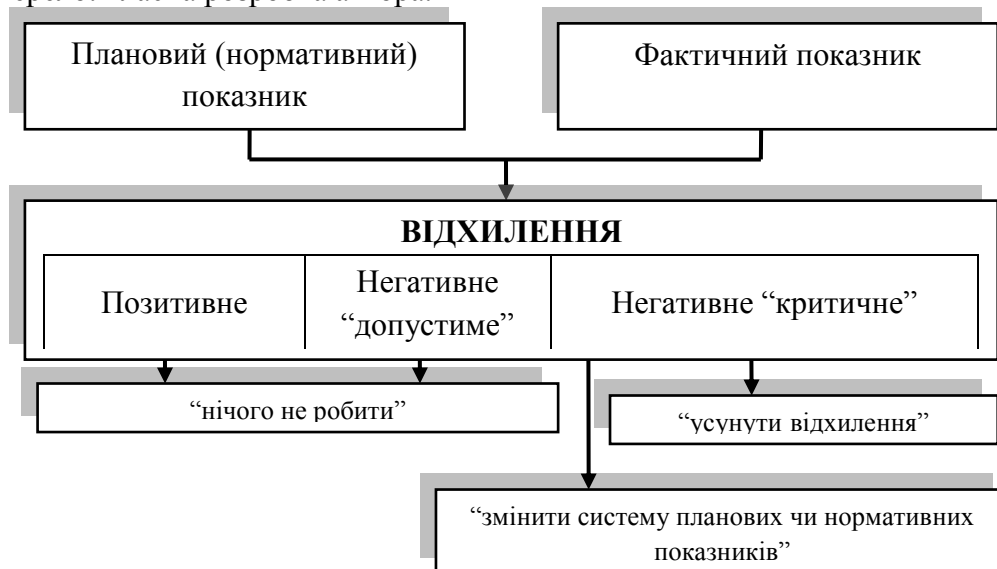 Плановий (нормативний)
показник
Фактичний показник
ВІДХИЛЕННЯ
Позитивне
Негативне
“допустиме”
Негативне “критичне”
“нічого не робити”
“усунути відхилення”
“змінити систему планових чи нормативних
показників”